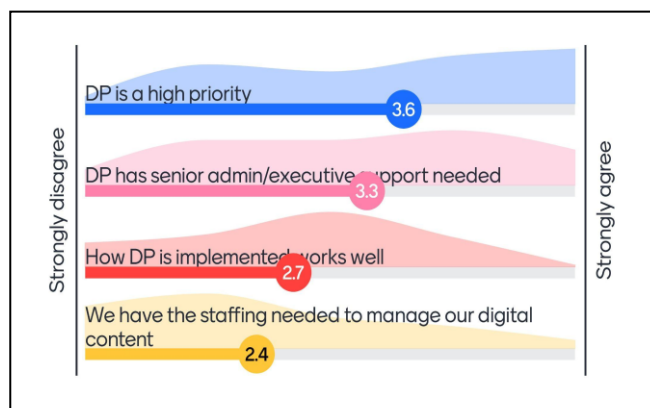 Strongly disagree
DP is a high priority
3.6
DP has senior admin/executive support needed
3.3
How DP is implemented works well
2.7
We have the staffing needed to manage our digital
content
2.4
Strongly agree